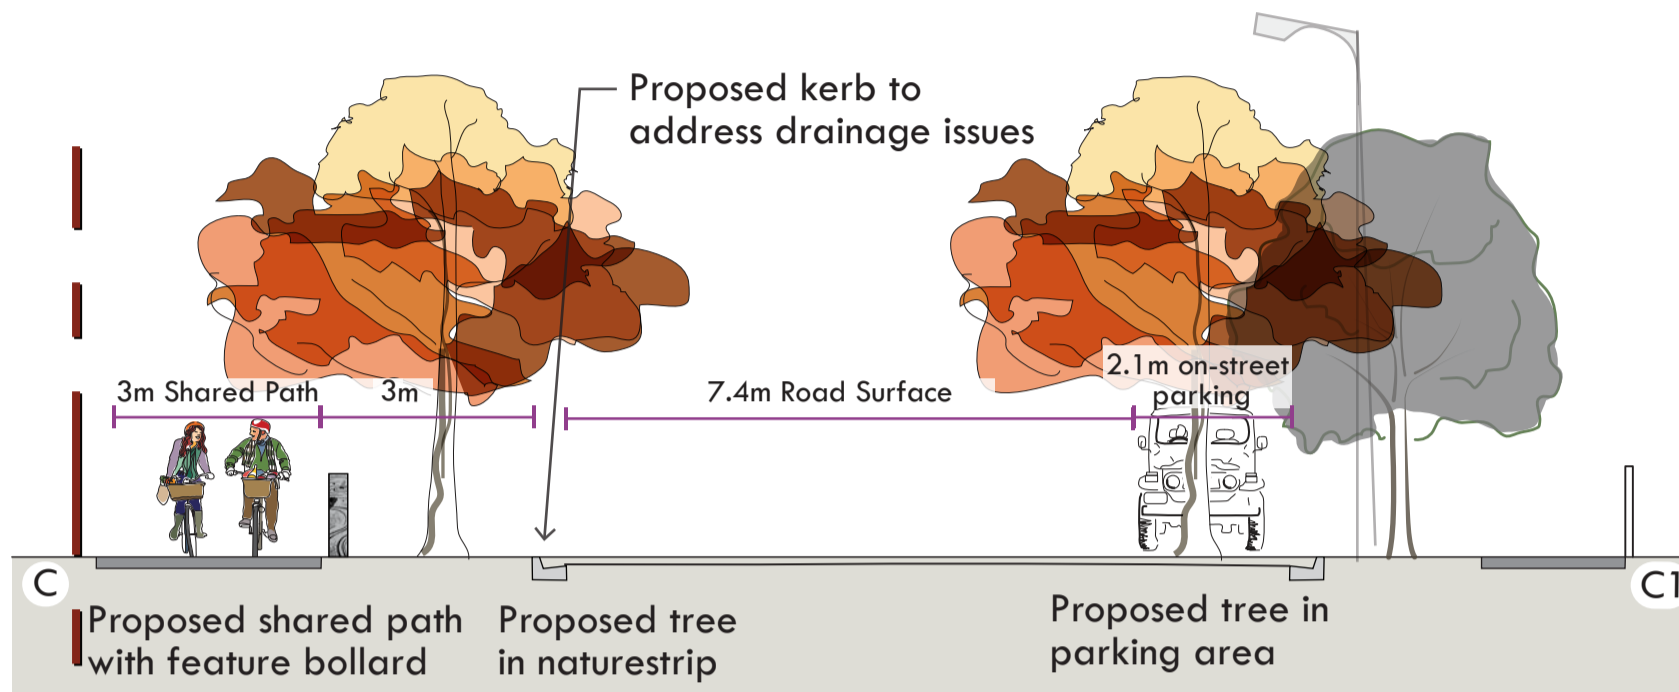 Proposed kerb to
address drainage issues
3m Shared Path
3m
7.4m Road Surface
2.1m on-street
parking
C
C1
Proposed shared path
with feature bollard
Proposed tree
in naturestrip
Proposed tree in
parking area